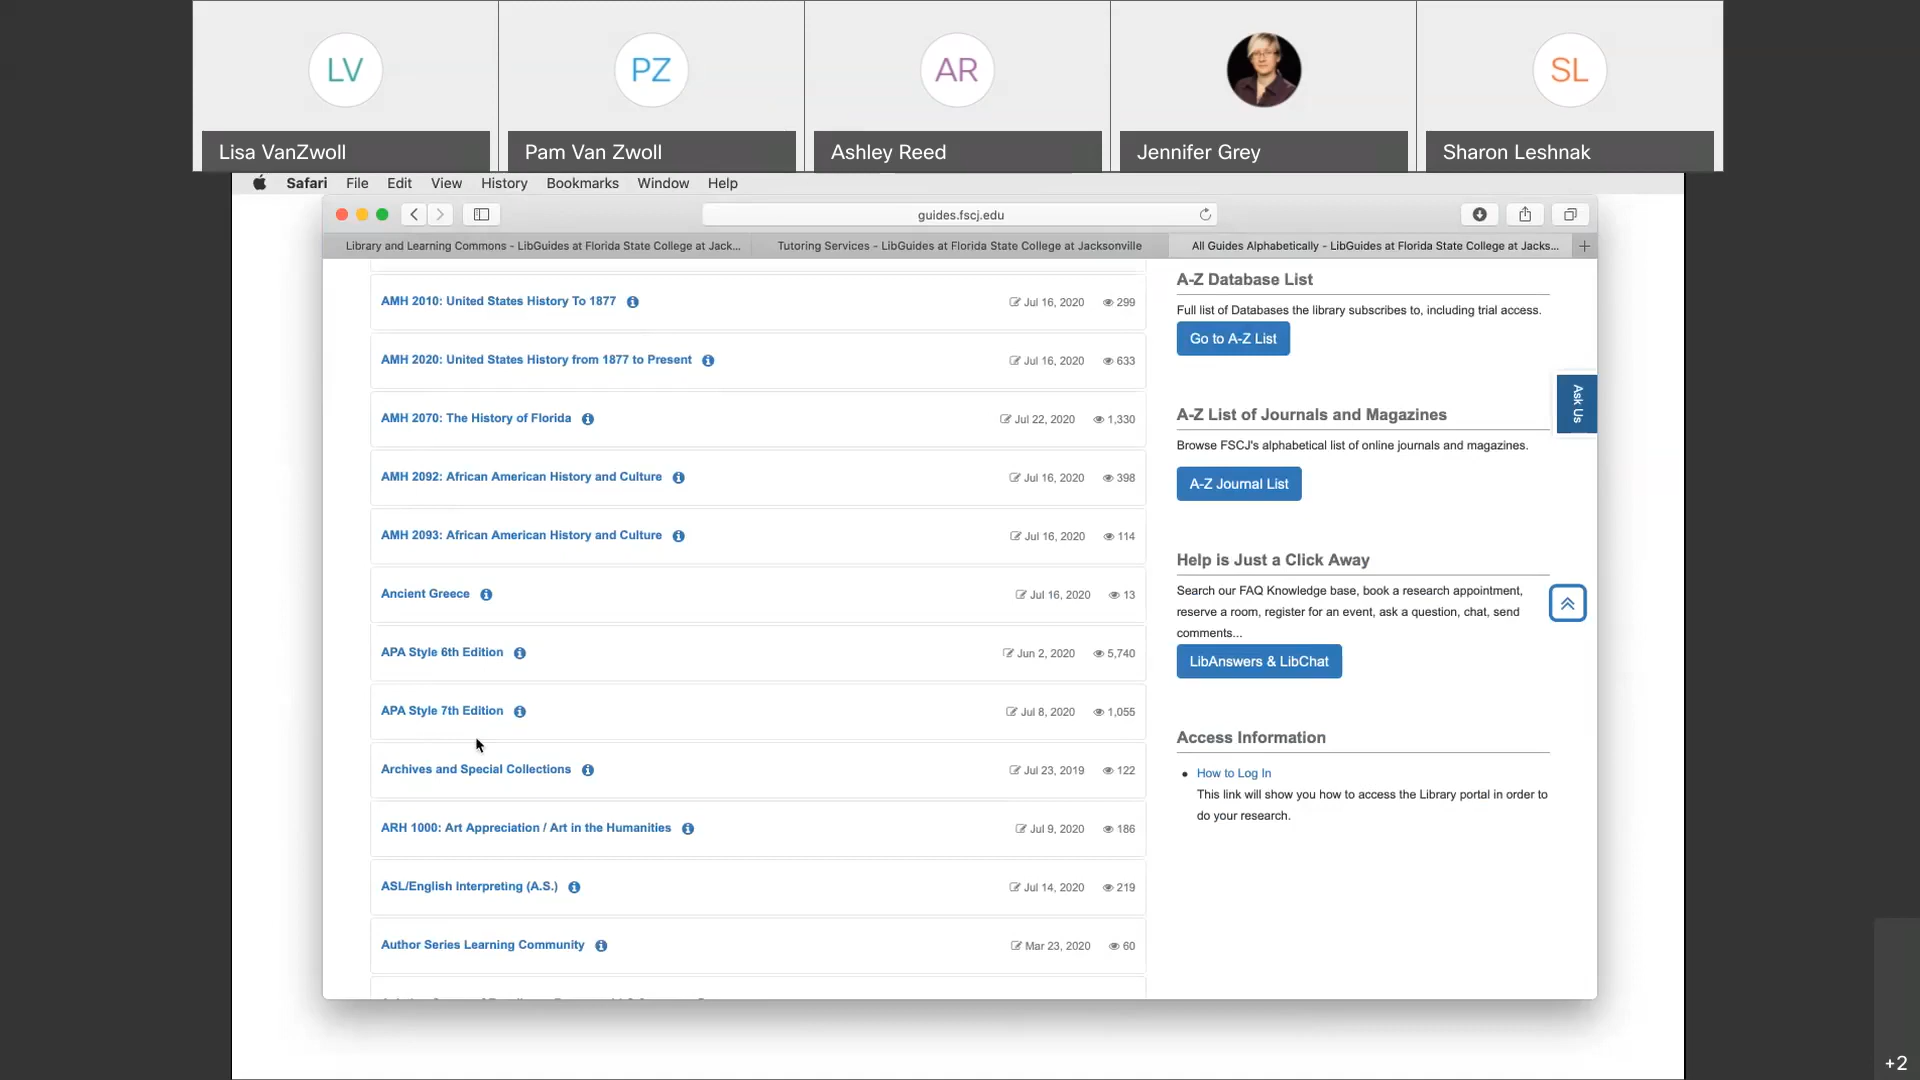 LV
PZ
AR
SL
Lisa VanZwoll
Pam Van Zwoll
Ashley Reed
Jennifer Grey
Sharon Leshnak
Safari File Edit View History Bookmarks Window Help
guides.fscj.edu
Library and Learning Commons - LibGuides at Florida State College at Jack...
Tutoring Services - LibGuides at Florida State College at Jacksonville
All Guides Alphabetically - LibGuides at Florida State College at Jacks...
AMH 2010: United States History To 1877 Jul 16, 2020 299
AMH 2020: United States History from 1877 to Present Jul 16, 2020 633
AMH 2070: The History of Florida Jul 22, 2020 1,330
AMH 2092: African American History and Culture Jul 16, 2020 398
AMH 2093: African American History and Culture Jul 16, 2020 114
Ancient Greece Jul 16, 2020 13
APA Style 6th Edition Jun 2, 2020 5,740
APA Style 7th Edition Jul 8, 2020 1,055
Archives and Special Collections Jul 23, 2019 122
ARH 1000: Art Appreciation / Art in the Humanities Jul 9, 2020 186
ASL/English Interpreting (A.S.) Jul 14, 2020 219
Author Series Learning Community Mar 23, 2020 60
A-Z Database List
Full list of Databases the library subscribes to, including trial access.
Go to A-Z List
Ask Us
A-Z List of Journals and Magazines
Browse FSCJ's alphabetical list of online journals and magazines.
A-Z Journal List
Help is Just a Click Away
Search our FAQ Knowledge base, book a research appointment,
reserve a room, register for an event, ask a question, chat, send
comments...
LibAnswers & LibChat
Access Information
How to Log In
This link will show you how to access the Library portal in order to
do your research.
+2